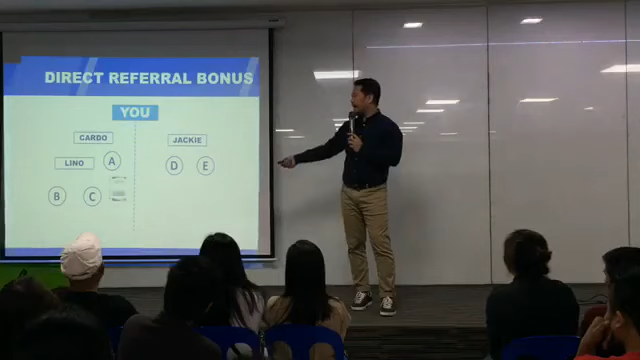 DIRECT REFERRAL BONUS
YOU
CARDO
JACKIE
LINO
A
D
E
B
C